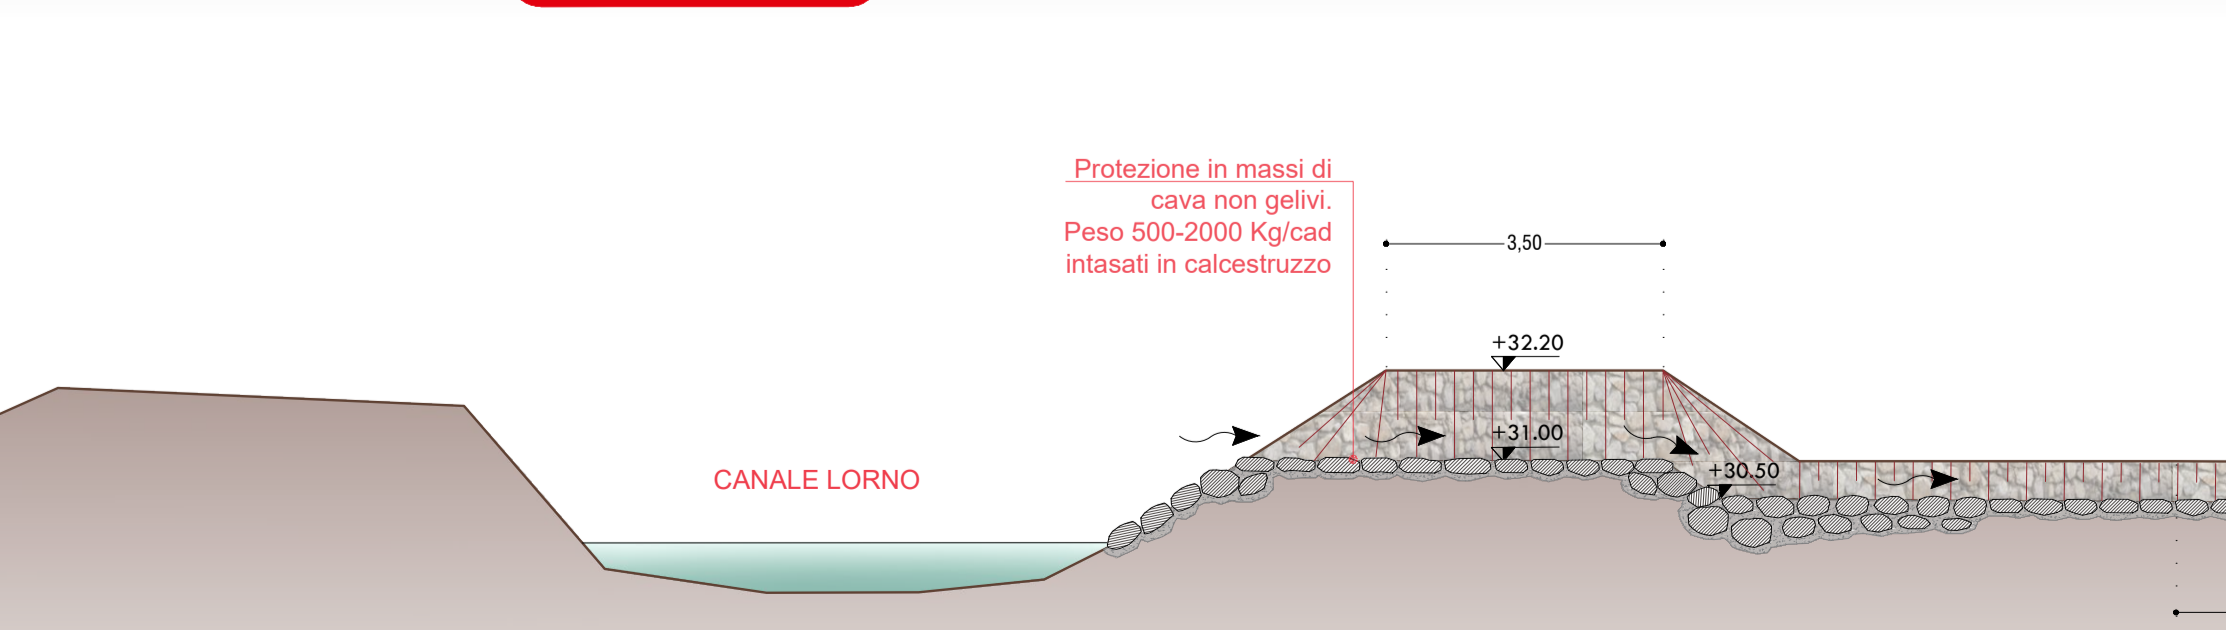 Protezione in massi di
cava non gelivi.
Peso 500-2000 Kg/cad
intasati in calcestruzzo
3,50
+32.20
+31.00
+30.50
CANALE LORNO